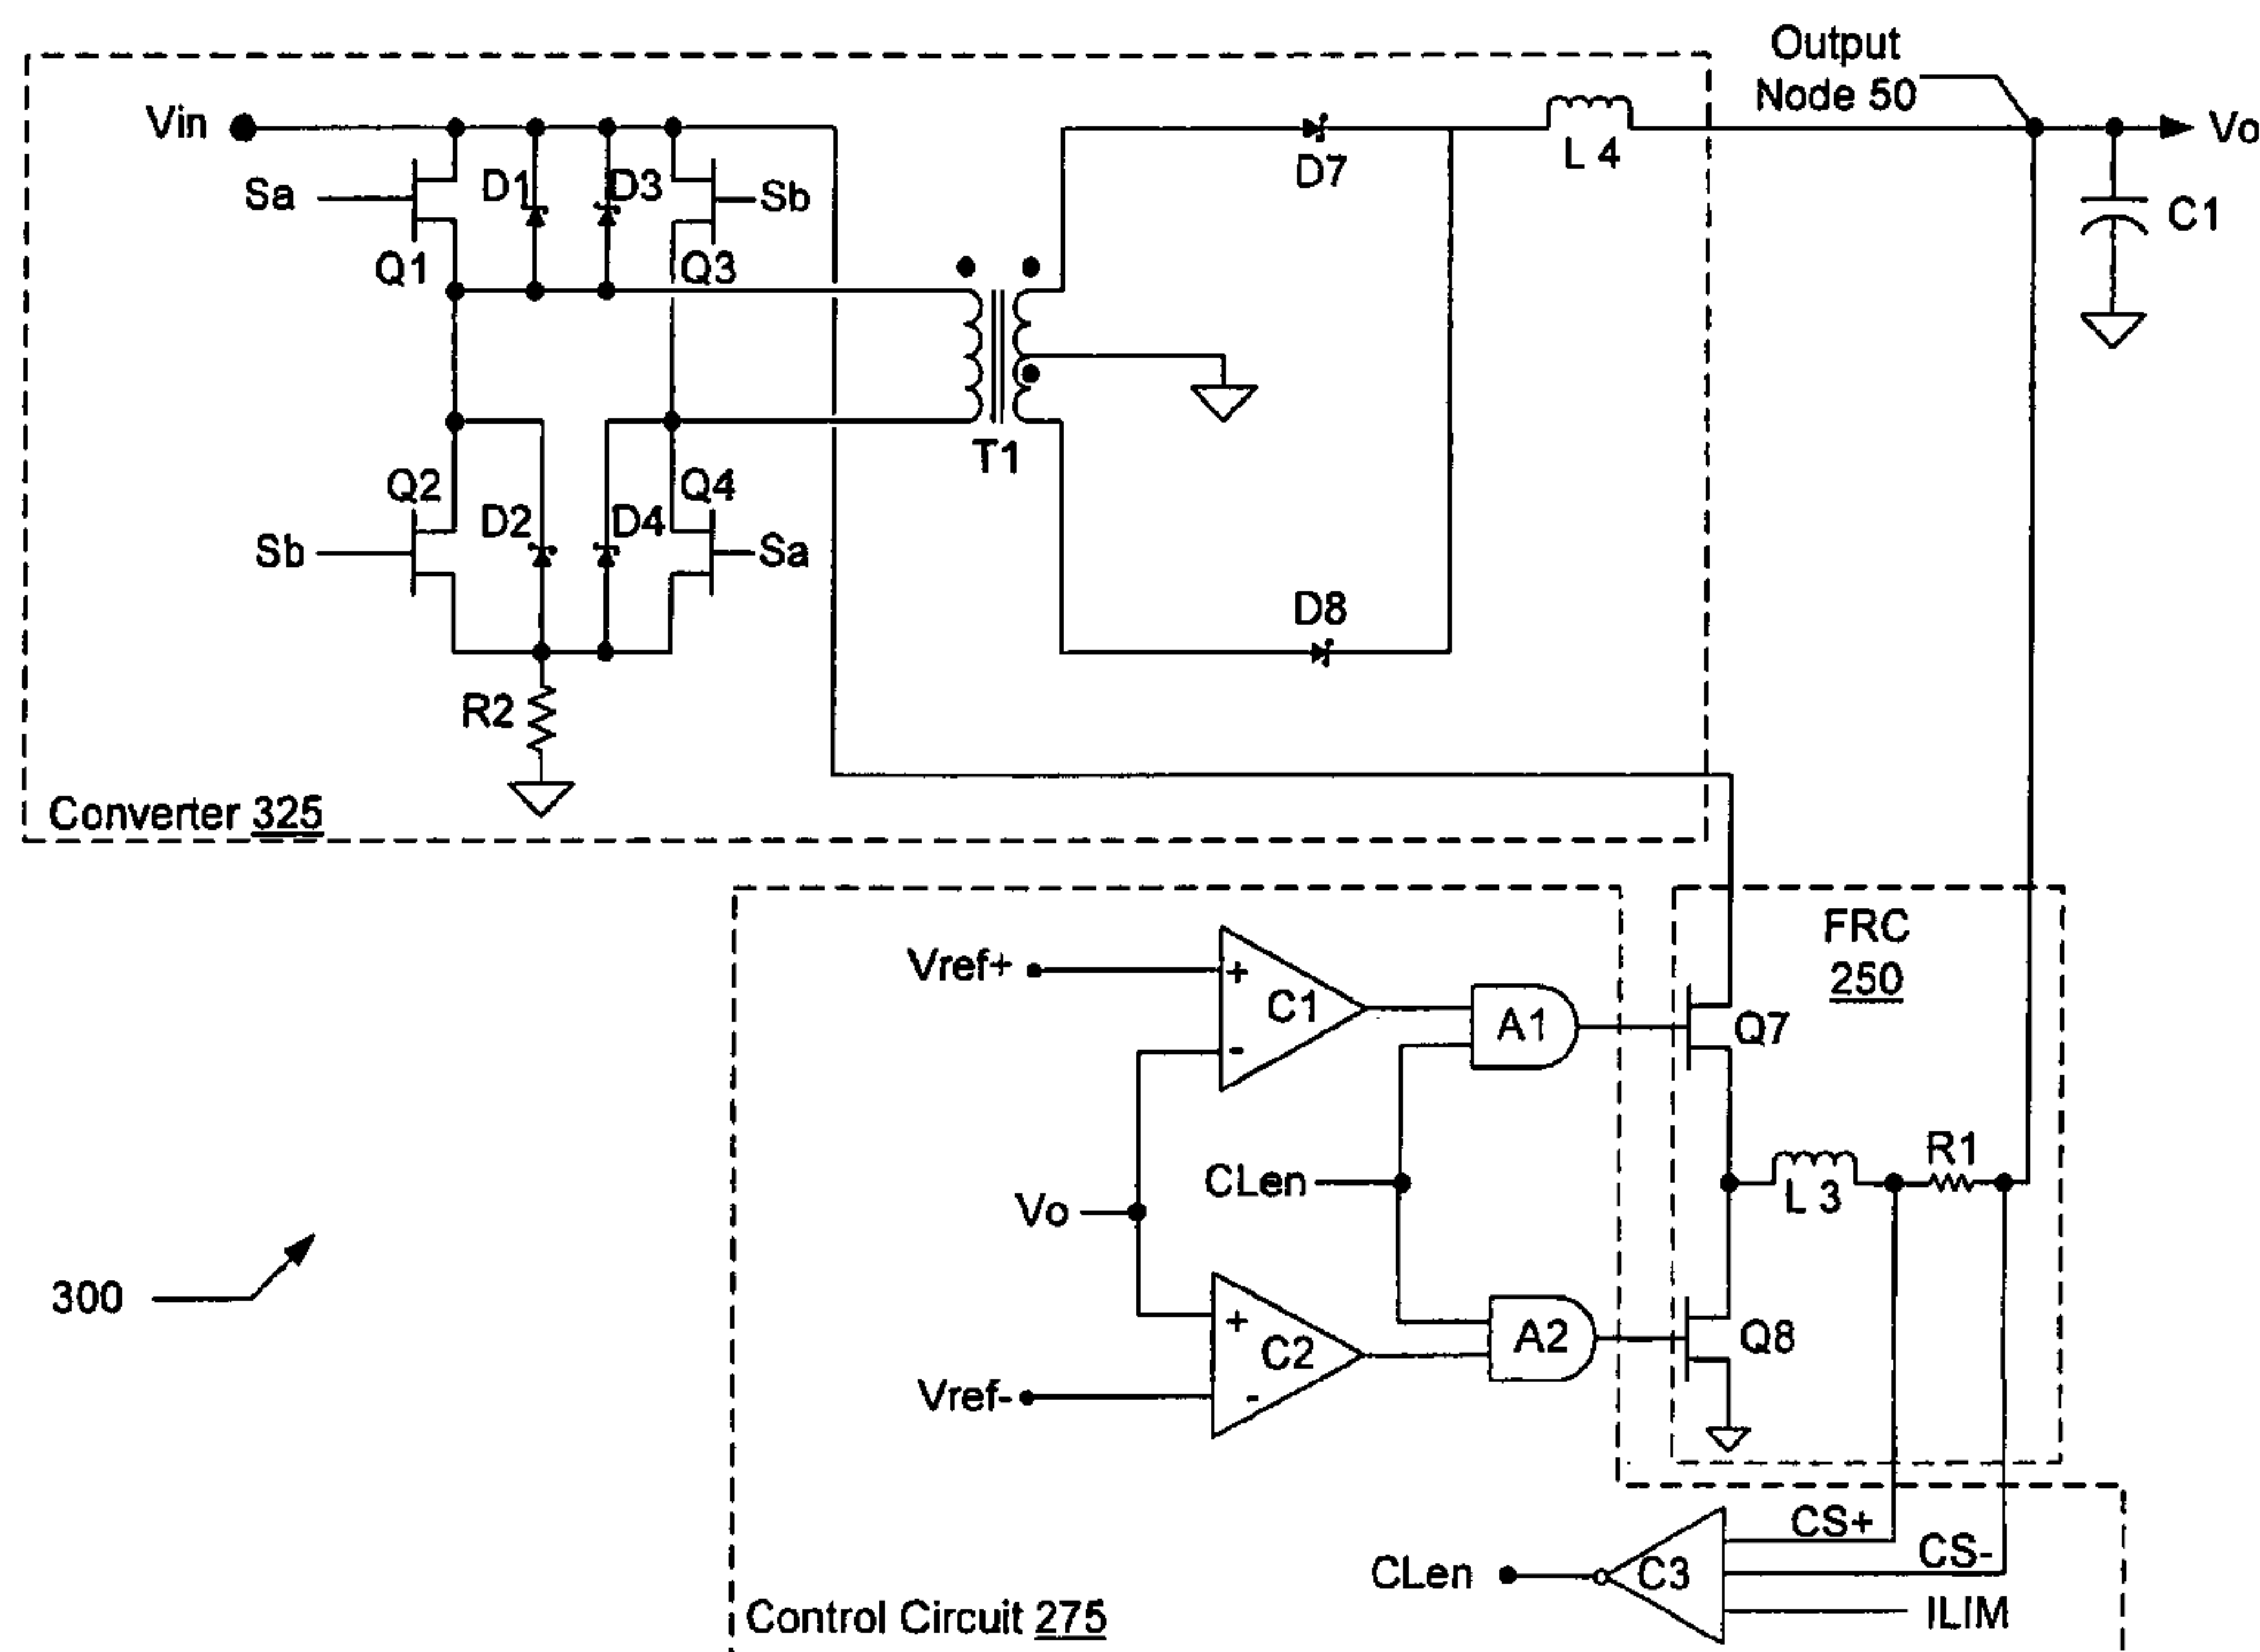 Output
Node 50
Vin
Vo
Sa
D1
D3
Sb
D7
L 4
C1
Q1
Q3
T1
Q2
Q4
D2
D4
Sb
Sa
D8
R2
Converter 325
FRC
250
Vref+
+
C1
-
A1
Q7
CLen
R1
L 3
Vo
300
+
C2
-
A2
Q8
Vref-
CS+
CS-
CLen
C3
ILIM
Control Circuit 275